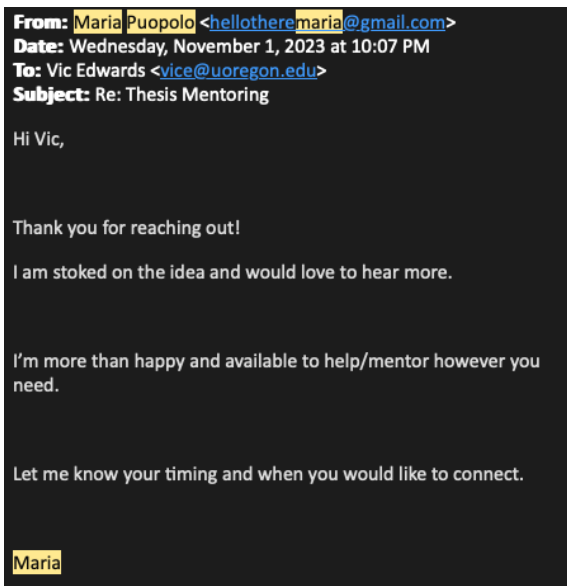 From: Maria Puopolo <hellotheremaria@gmail.com>
Date: Wednesday, November 1, 2023 at 10:07 PM
To: Vic Edwards <vice@uoregon.edu>
Subject: Re: Thesis Mentoring
Hi Vic,
Thank you for reaching out!
I am stoked on the idea and would love to hear more.
I'm more than happy and available to help/mentor however you
need.
Let me know your timing and when you would like to connect.
Maria